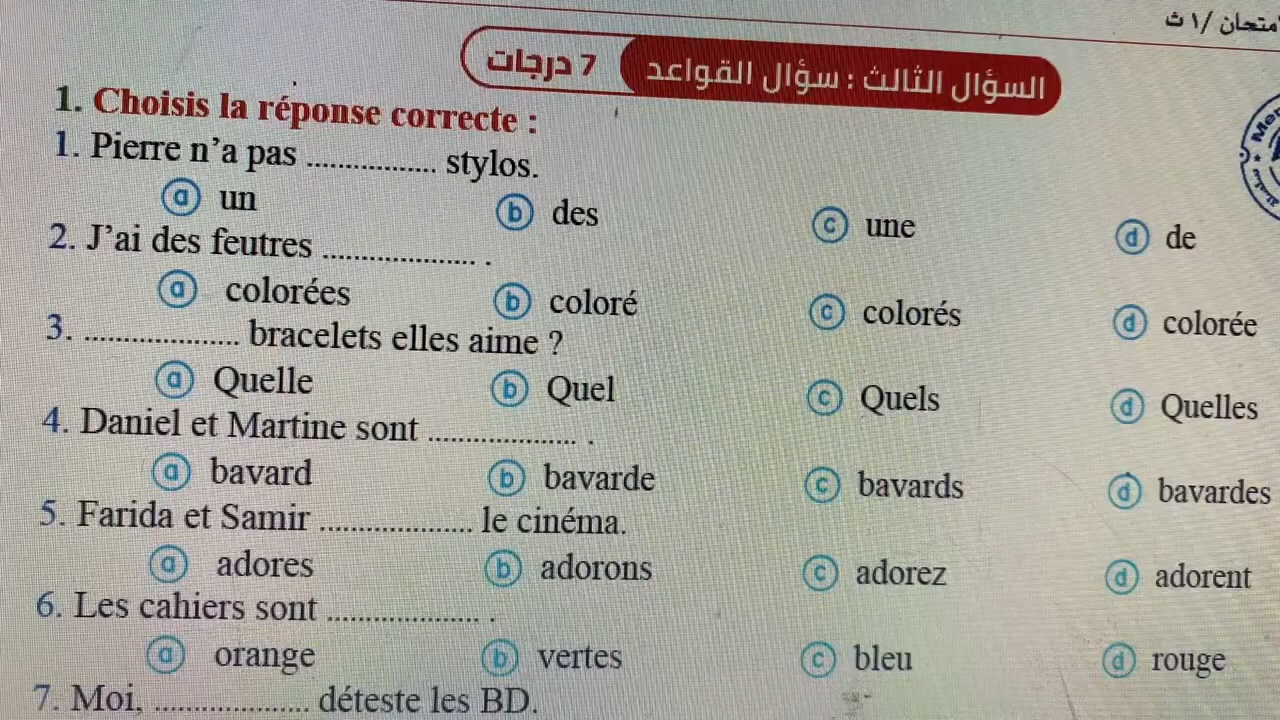 امتحان /١ ث
السؤال الثالث : سؤال القواعد 7 درجات
1. Choisis la réponse correcte :
1. Pierre n’a pas ................ stylos.
a un b des c une d de
2. J’ai des feutres .................... .
a colorées b coloré c colorés d colorée
3. .................... bracelets elles aime ?
a Quelle b Quel c Quels d Quelles
4. Daniel et Martine sont .................... .
a bavard b bavarde c bavards d bavardes
5. Farida et Samir .................... le cinéma.
a adores b adorons c adorez d adorent
6. Les cahiers sont .................... .
a orange b vertes c bleu d rouge
7. Moi, .................... déteste les BD.